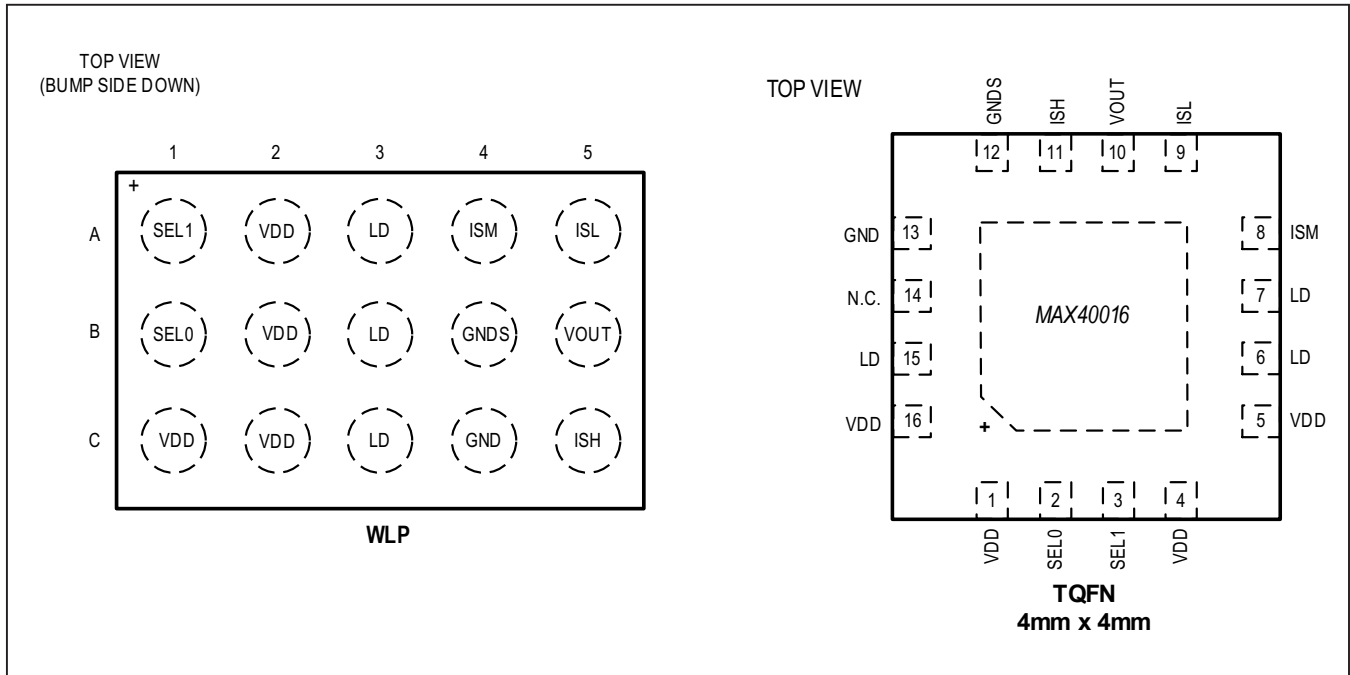 TOP VIEW
(BUMP SIDE DOWN)
1 2 3 4 5
+
A SEL1 VDD LD ISM ISL
B SEL0 VDD LD GNDS VOUT
C VDD VDD LD GND ISH
WLP
TOP VIEW
GNDS ISH VOUT ISL
12 11 10 9
GND 13 8 ISM
N.C. 14 7 LD
MAX40016
LD 15 6 LD
VDD 16 5 VDD
+
1 2 3 4
VDD SEL0 SEL1 VDD
TQFN
4mm x 4mm